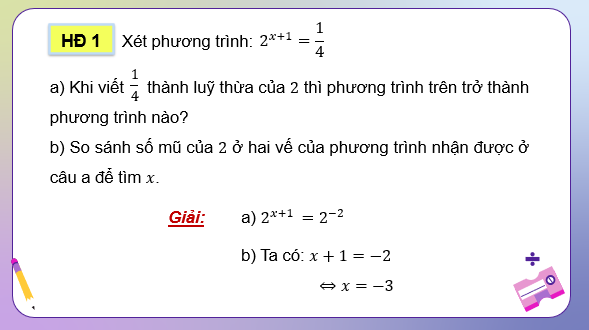 HĐ 1 Xét phương trình: 2^{x+1} = \frac{1}{4}
a) Khi viết \frac{1}{4} thành luỹ thừa của 2 thì phương trình trên trở thành
phương trình nào?
b) So sánh số mũ của 2 ở hai vế của phương trình nhận được ở
câu a để tìm x.
Giải: a) 2^{x+1} = 2^{-2}
b) Ta có: x + 1 = −2
⇔ x = −3